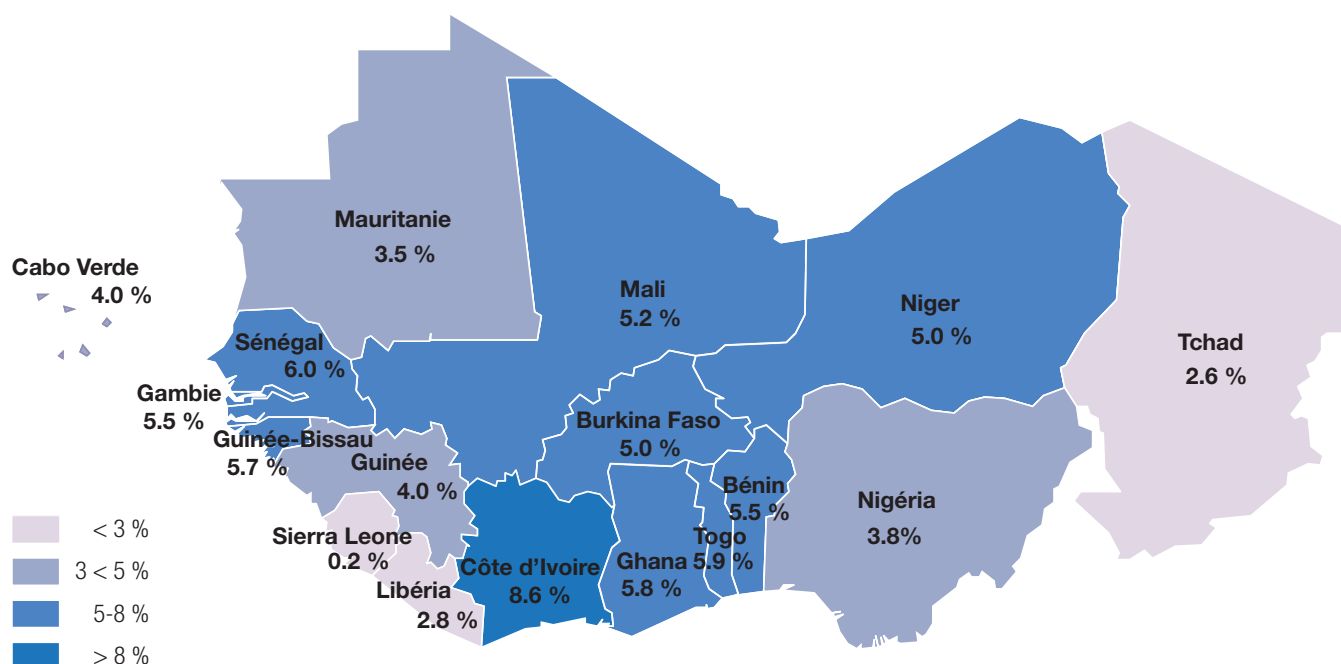 Mauritanie
3.5 %
Cabo Verde
4.0 %
Mali
5.2 %
Niger
5.0 %
Tchad
2.6 %
Sénégal
6.0 %
Gambie
5.5 %
Burkina Faso
5.0 %
Guinée-Bissau
5.7 %
Guinée
4.0 %
Bénin
5.5 %
Nigéria
3.8%
Sierra Leone
0.2 %
Togo
5.9 %
Ghana
5.8 %
Côte d’Ivoire
8.6 %
Libéria
2.8 %
< 3 %
3 < 5 %
5-8 %
> 8 %